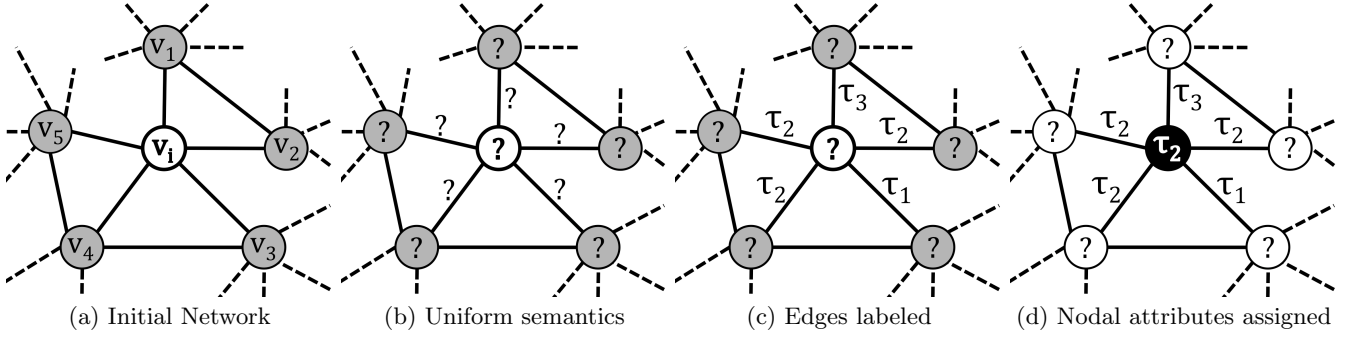 v₁
v₅ vᵢ v₂
v₄ v₃
(a) Initial Network
?
?
? ? ? ? ?
? ?
? ?
(b) Uniform semantics
?
τ₃
? τ₂ ? τ₂ ?
τ₂ τ₁
? ?
(c) Edges labeled
?
τ₃
? τ₂ τ₂ τ₂ ?
τ₂ τ₁
? ?
(d) Nodal attributes assigned